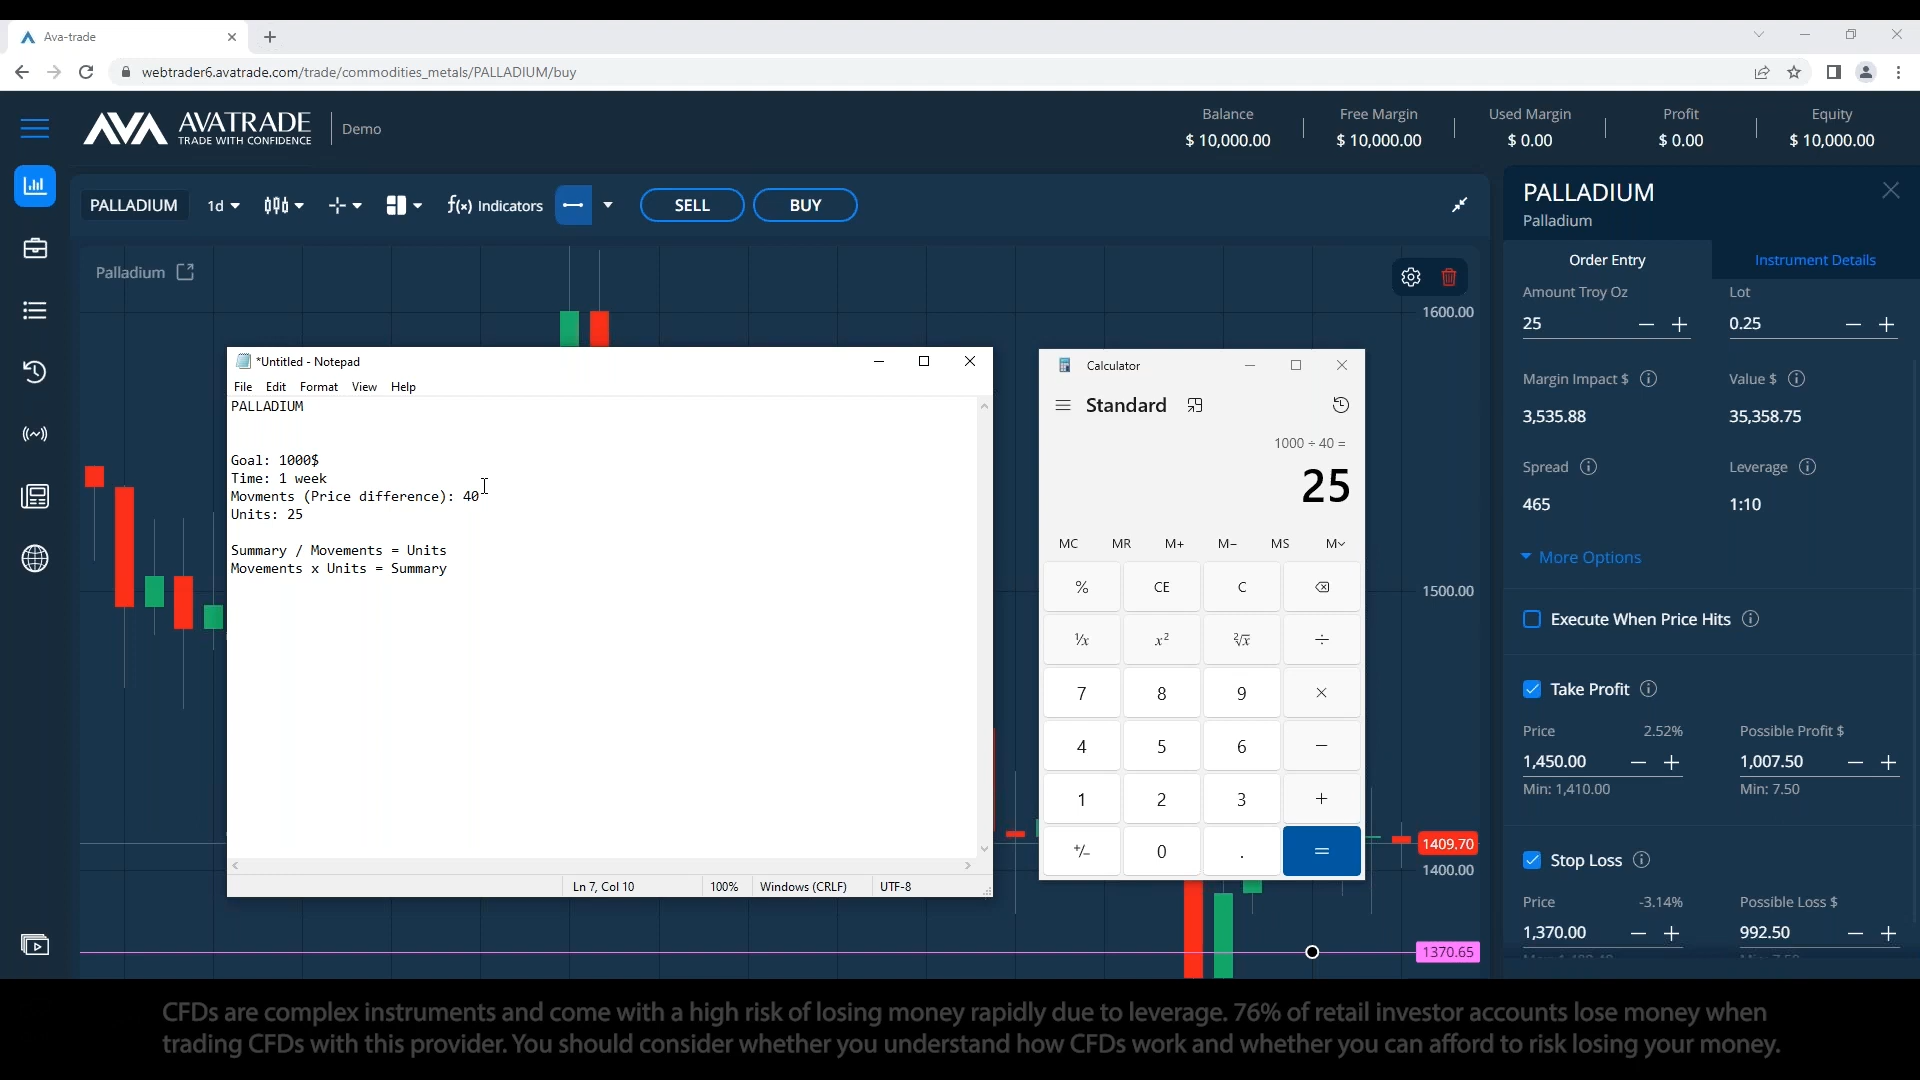 Ava-trade
webtrader6.avatrade.com/trade/commodities_metals/PALLADIUM/buy
AVA AVATRADE
TRADE WITH CONFIDENCE
Demo
Balance
$ 10,000.00
Free Margin
$ 10,000.00
Used Margin
$ 0.00
Profit
$ 0.00
Equity
$ 10,000.00
PALLADIUM 1d f(x) Indicators SELL BUY
Palladium
1600.00
1500.00
1409.70
1400.00
1370.65
*Untitled - Notepad
File Edit Format View Help
PALLADIUM
Goal: 1000$
Time: 1 week
Movments (Price difference): 40
Units: 25
Summary / Movements = Units
Movements x Units = Summary
Ln 7, Col 10 100% Windows (CRLF) UTF-8
Calculator
Standard
1000 ÷ 40 =
25
MC MR M+ M− MS M˅
% CE C
¹/x x² ²√x ÷
7 8 9 ×
4 5 6 −
1 2 3 +
+/− 0 . =
PALLADIUM
Palladium
Order Entry Instrument Details
Amount Troy Oz Lot
25 − + 0.25 − +
Margin Impact $ Value $
3,535.88 35,358.75
Spread Leverage
465 1:10
More Options
Execute When Price Hits
Take Profit
Price 2.52% Possible Profit $
1,450.00 − + 1,007.50 − +
Min: 1,410.00 Min: 7.50
Stop Loss
Price -3.14% Possible Loss $
1,370.00 − + 992.50 − +
CFDs are complex instruments and come with a high risk of losing money rapidly due to leverage. 76% of retail investor accounts lose money when
trading CFDs with this provider. You should consider whether you understand how CFDs work and whether you can afford to risk losing your money.